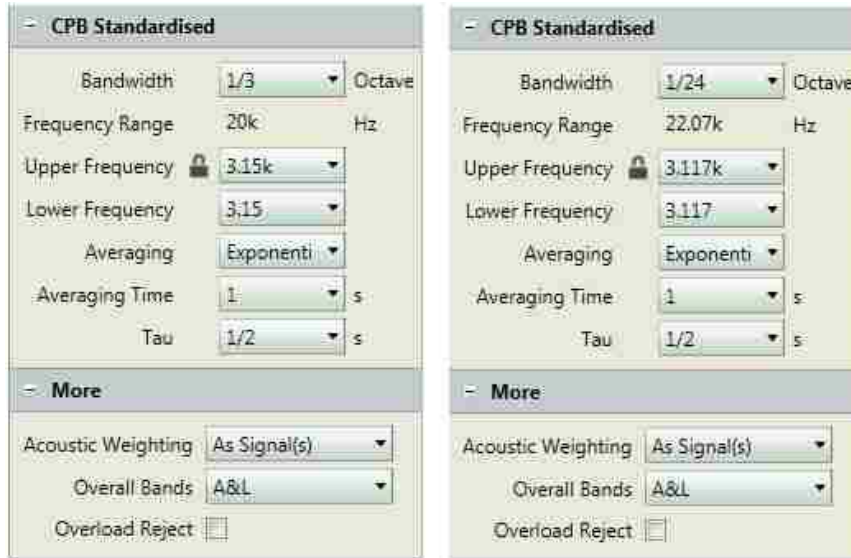 CPB Standardised
Bandwidth 1/3 Octave
Frequency Range 20k Hz
Upper Frequency 3.15k
Lower Frequency 3.15
Averaging Exponenti
Averaging Time 1 s
Tau 1/2 s
More
Acoustic Weighting As Signal(s)
Overall Bands A&L
Overload Reject
CPB Standardised
Bandwidth 1/24 Octave
Frequency Range 22.07k Hz
Upper Frequency 3.117k
Lower Frequency 3.117
Averaging Exponenti
Averaging Time 1 s
Tau 1/2 s
More
Acoustic Weighting As Signal(s)
Overall Bands A&L
Overload Reject